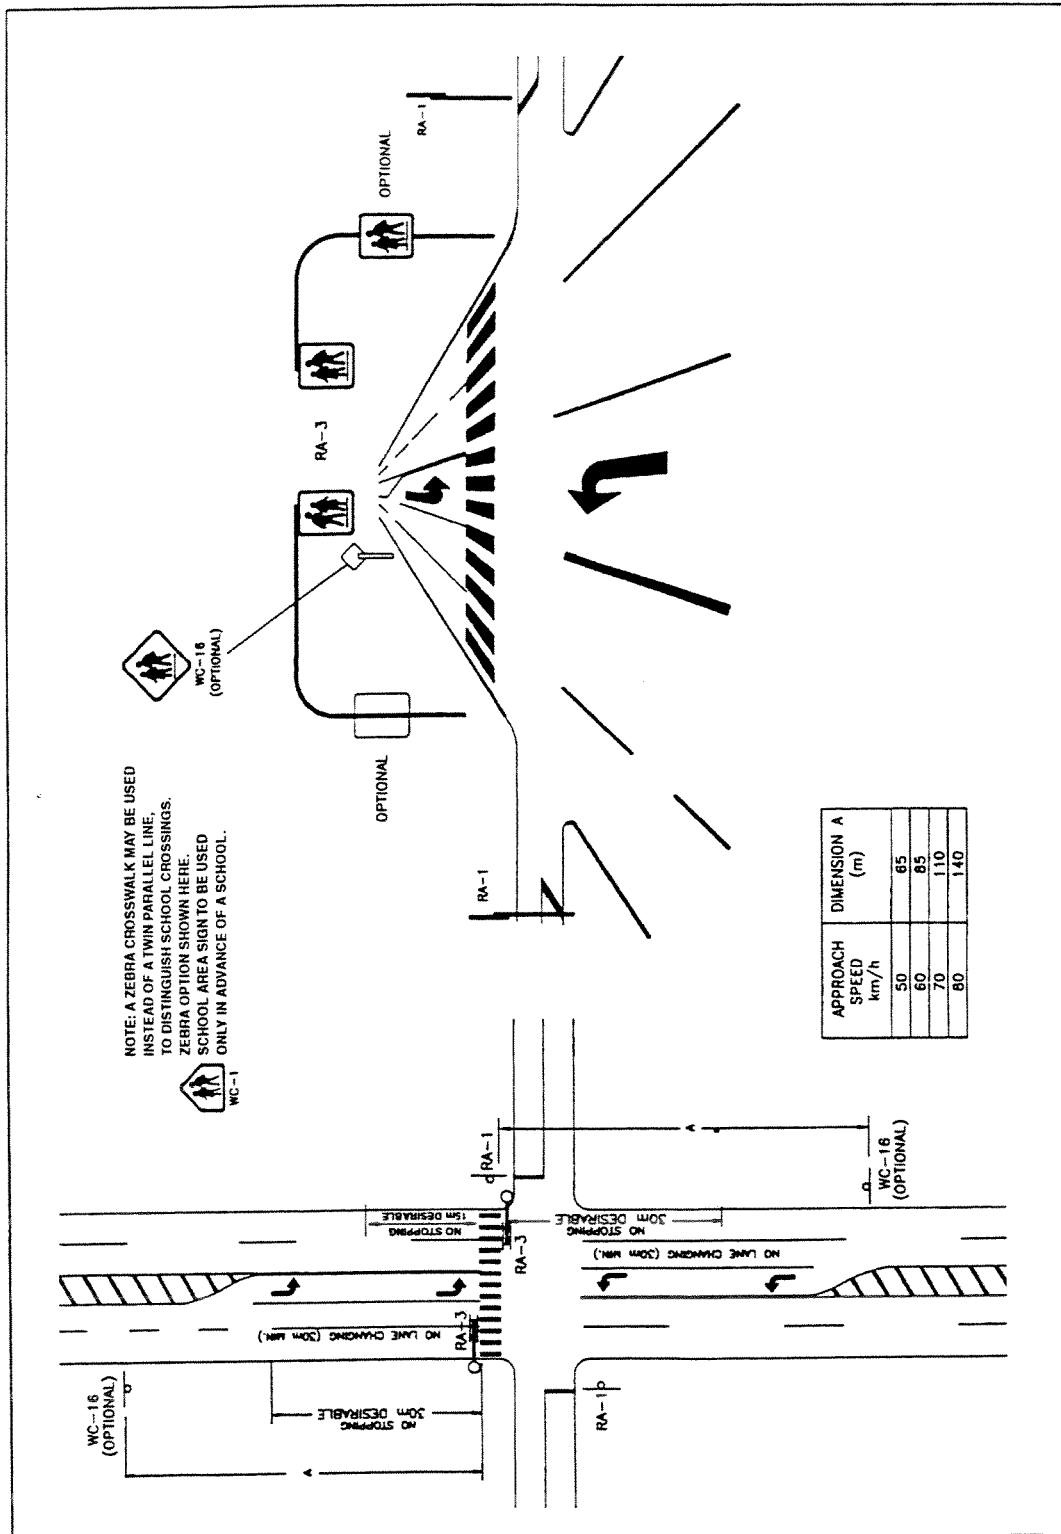 NOTE: A ZEBRA CROSSWALK MAY BE USED
INSTEAD OF A TWIN PARALLEL LINE,
TO DISTINGUISH SCHOOL CROSSINGS.
ZEBRA OPTION SHOWN HERE.
SCHOOL AREA SIGN TO BE USED
ONLY IN ADVANCE OF A SCHOOL.
WC-1
WC-16
(OPTIONAL)
RA-3
OPTIONAL
OPTIONAL
RA-1
RA-1
WC-16
(OPTIONAL)
A
NO STOPPING
30m DESIRABLE
NO LANE CHANGING (30m MIN.)
RA-3
NO STOPPING
15m DESIRABLE
RA-1
RA-3
RA-1
NO STOPPING
30m DESIRABLE
NO LANE CHANGING (30m MIN.)
A
WC-16
(OPTIONAL)
APPROACH SPEED km/h DIMENSION A (m)
50 65
60 85
70 110
80 140